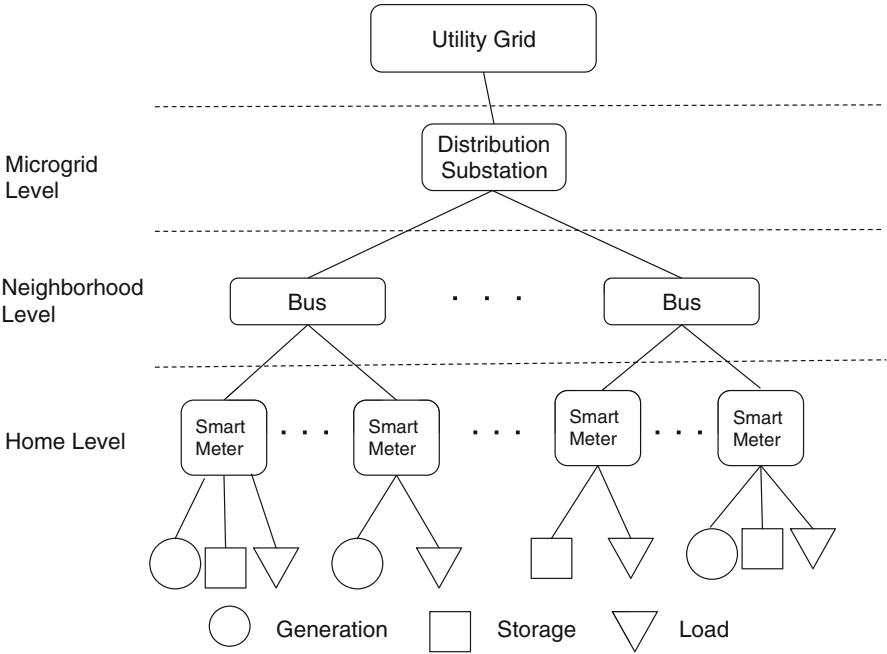 Utility Grid
Distribution
Substation
Microgrid
Level
Neighborhood
Level
Bus
. . .
Bus
Home Level
Smart
Meter
. . .
Smart
Meter
. . .
Smart
Meter
. . .
Smart
Meter
Generation
Storage
Load